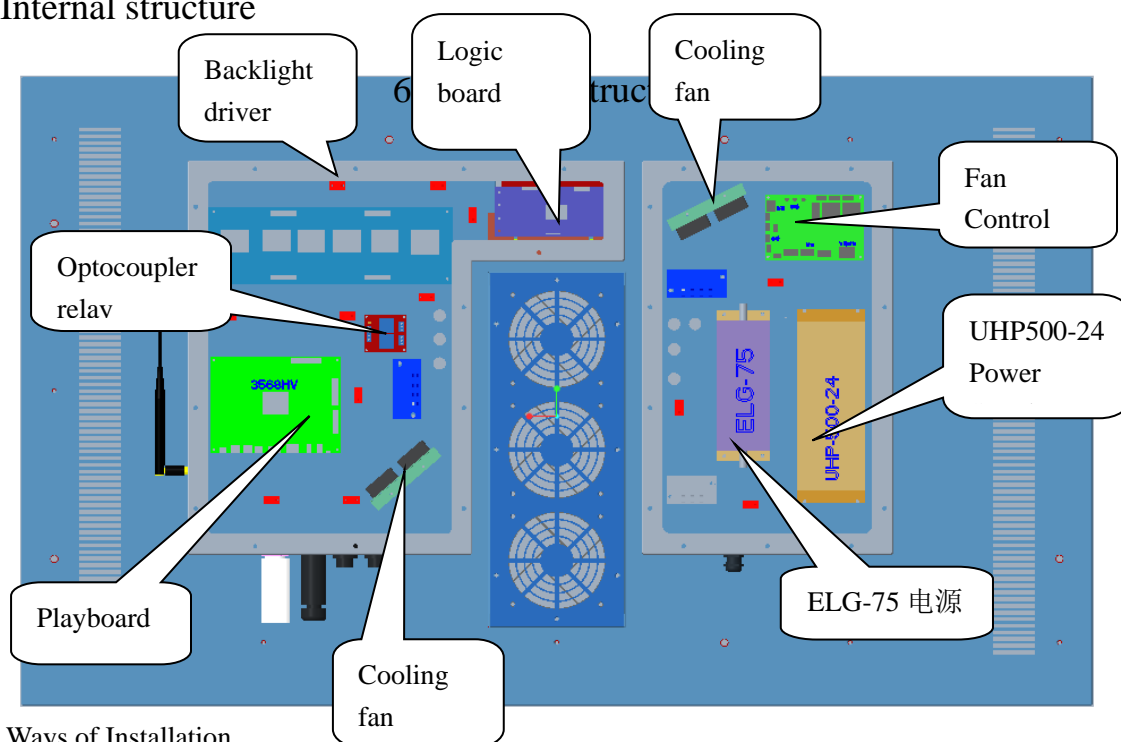 Internal structure
Backlight
driver
Logic
board
Cooling
fan
Fan
Control
Optocoupler
relay
UHP500-24
Power
3568HV
ELG-75
UHP-500-24
Playboard
ELG-75 电源
Cooling
fan
Ways of Installation